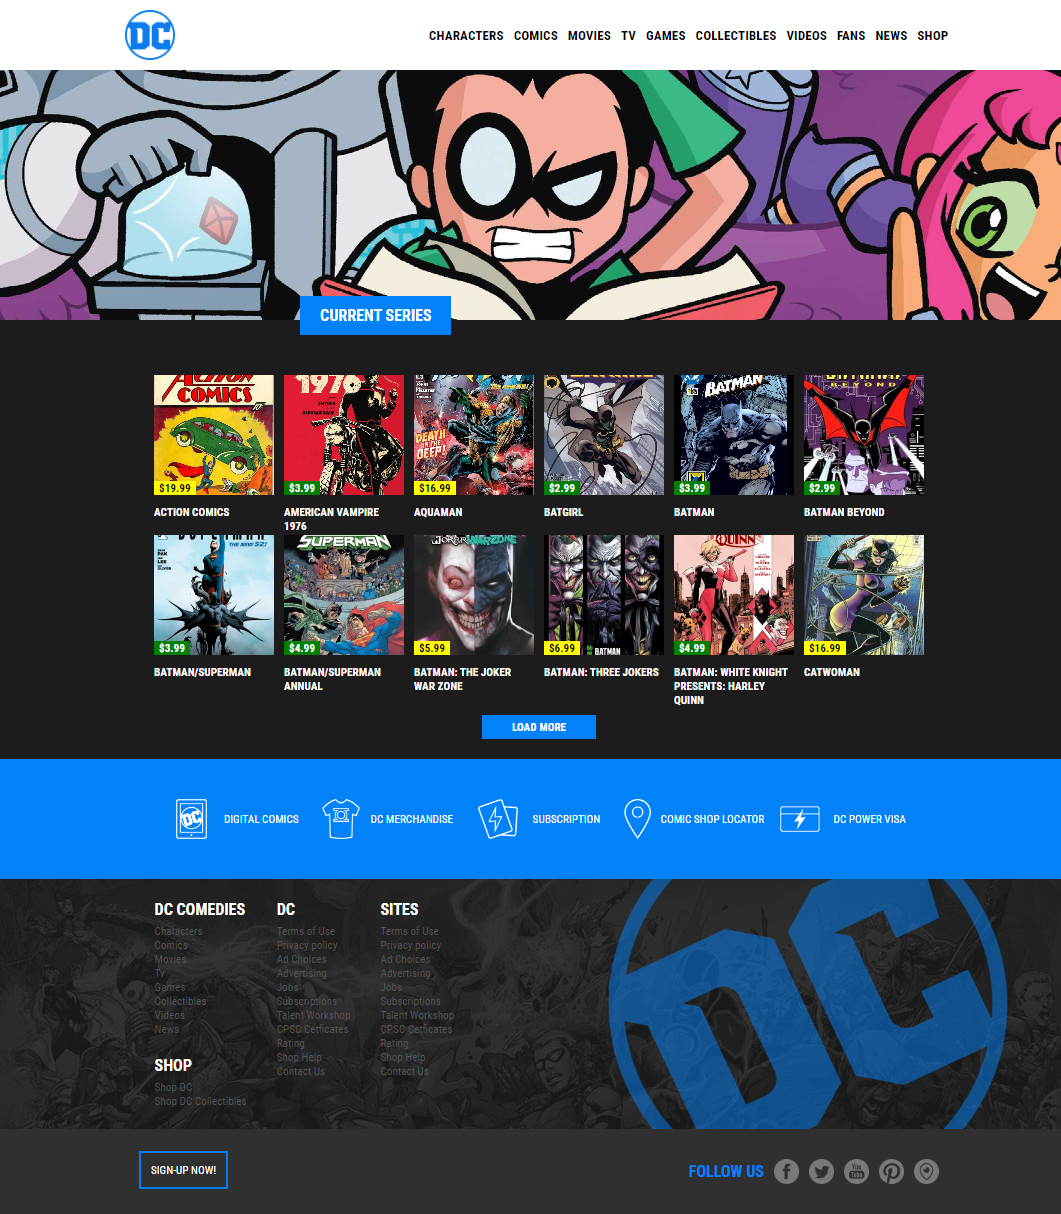 DC
CHARACTERS COMICS MOVIES TV GAMES COLLECTIBLES VIDEOS FANS NEWS SHOP
CURRENT SERIES
ACTION
COMICS
$19.99
ACTION COMICS
1976
$3.99
AMERICAN VAMPIRE
1976
DEATH
IN THE
DEEP!
$16.99
AQUAMAN
$2.99
BATGIRL
BATMAN
$3.99
BATMAN
BEYOND
$2.99
BATMAN BEYOND
THE NEW 52!
$3.99
BATMAN/SUPERMAN
SUPERMAN
$4.99
BATMAN/SUPERMAN
ANNUAL
JOKER WARZONE
$5.99
BATMAN: THE JOKER
WAR ZONE
BATMAN
$6.99
BATMAN: THREE JOKERS
QUINN
$4.99
BATMAN: WHITE KNIGHT
PRESENTS: HARLEY
QUINN
$16.99
CATWOMAN
LOAD MORE
DC
DIGITAL COMICS
DC MERCHANDISE
SUBSCRIPTION
COMIC SHOP LOCATOR
DC POWER VISA
DC COMEDIES
Characters
Comics
Movies
Tv
Games
Collectibles
Videos
News
SHOP
Shop DC
Shop DC Collectibles
DC
Terms of Use
Privacy policy
Ad Choices
Advertising
Jobs
Subscriptions
Talent Workshop
CPSC Cetficates
Rating
Shop Help
Contact Us
SITES
Terms of Use
Privacy policy
Ad Choices
Advertising
Jobs
Subscriptions
Talent Workshop
CPSC Cetficates
Rating
Shop Help
Contact Us
DC
SIGN-UP NOW!
FOLLOW US
You
Tube